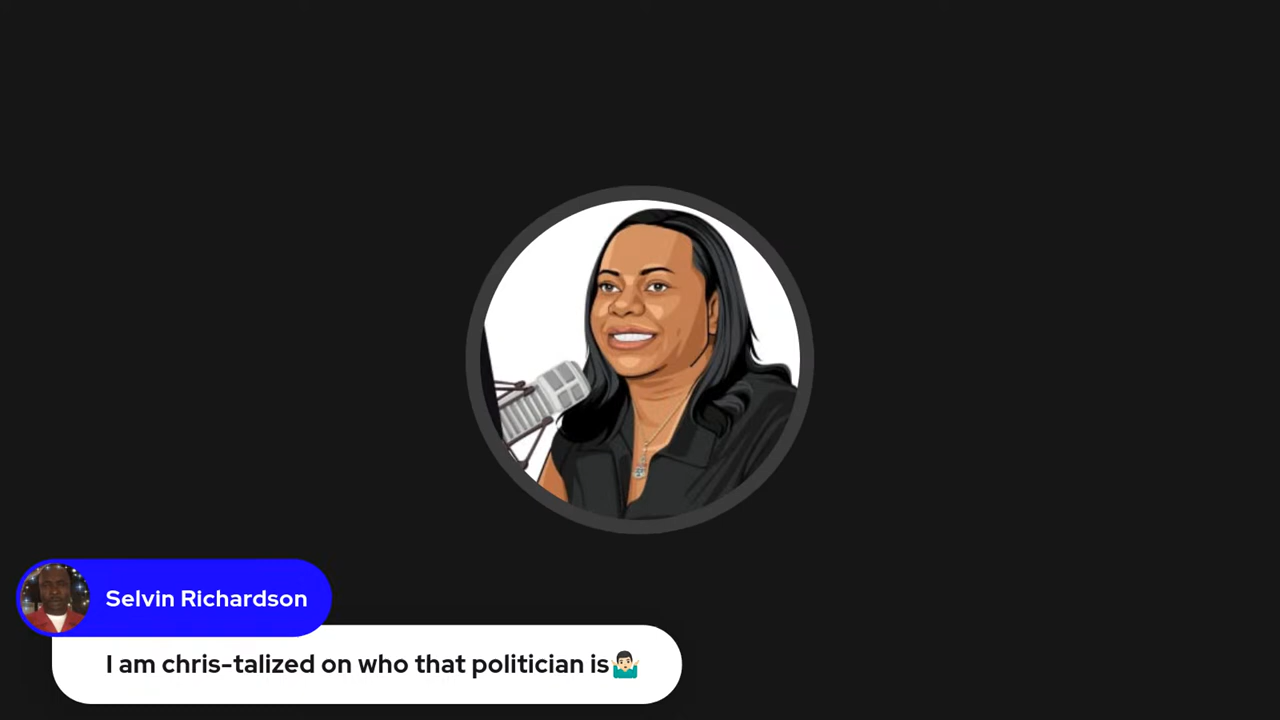 Selvin Richardson
I am chris-talized on who that politician is🤷🏻‍♂️